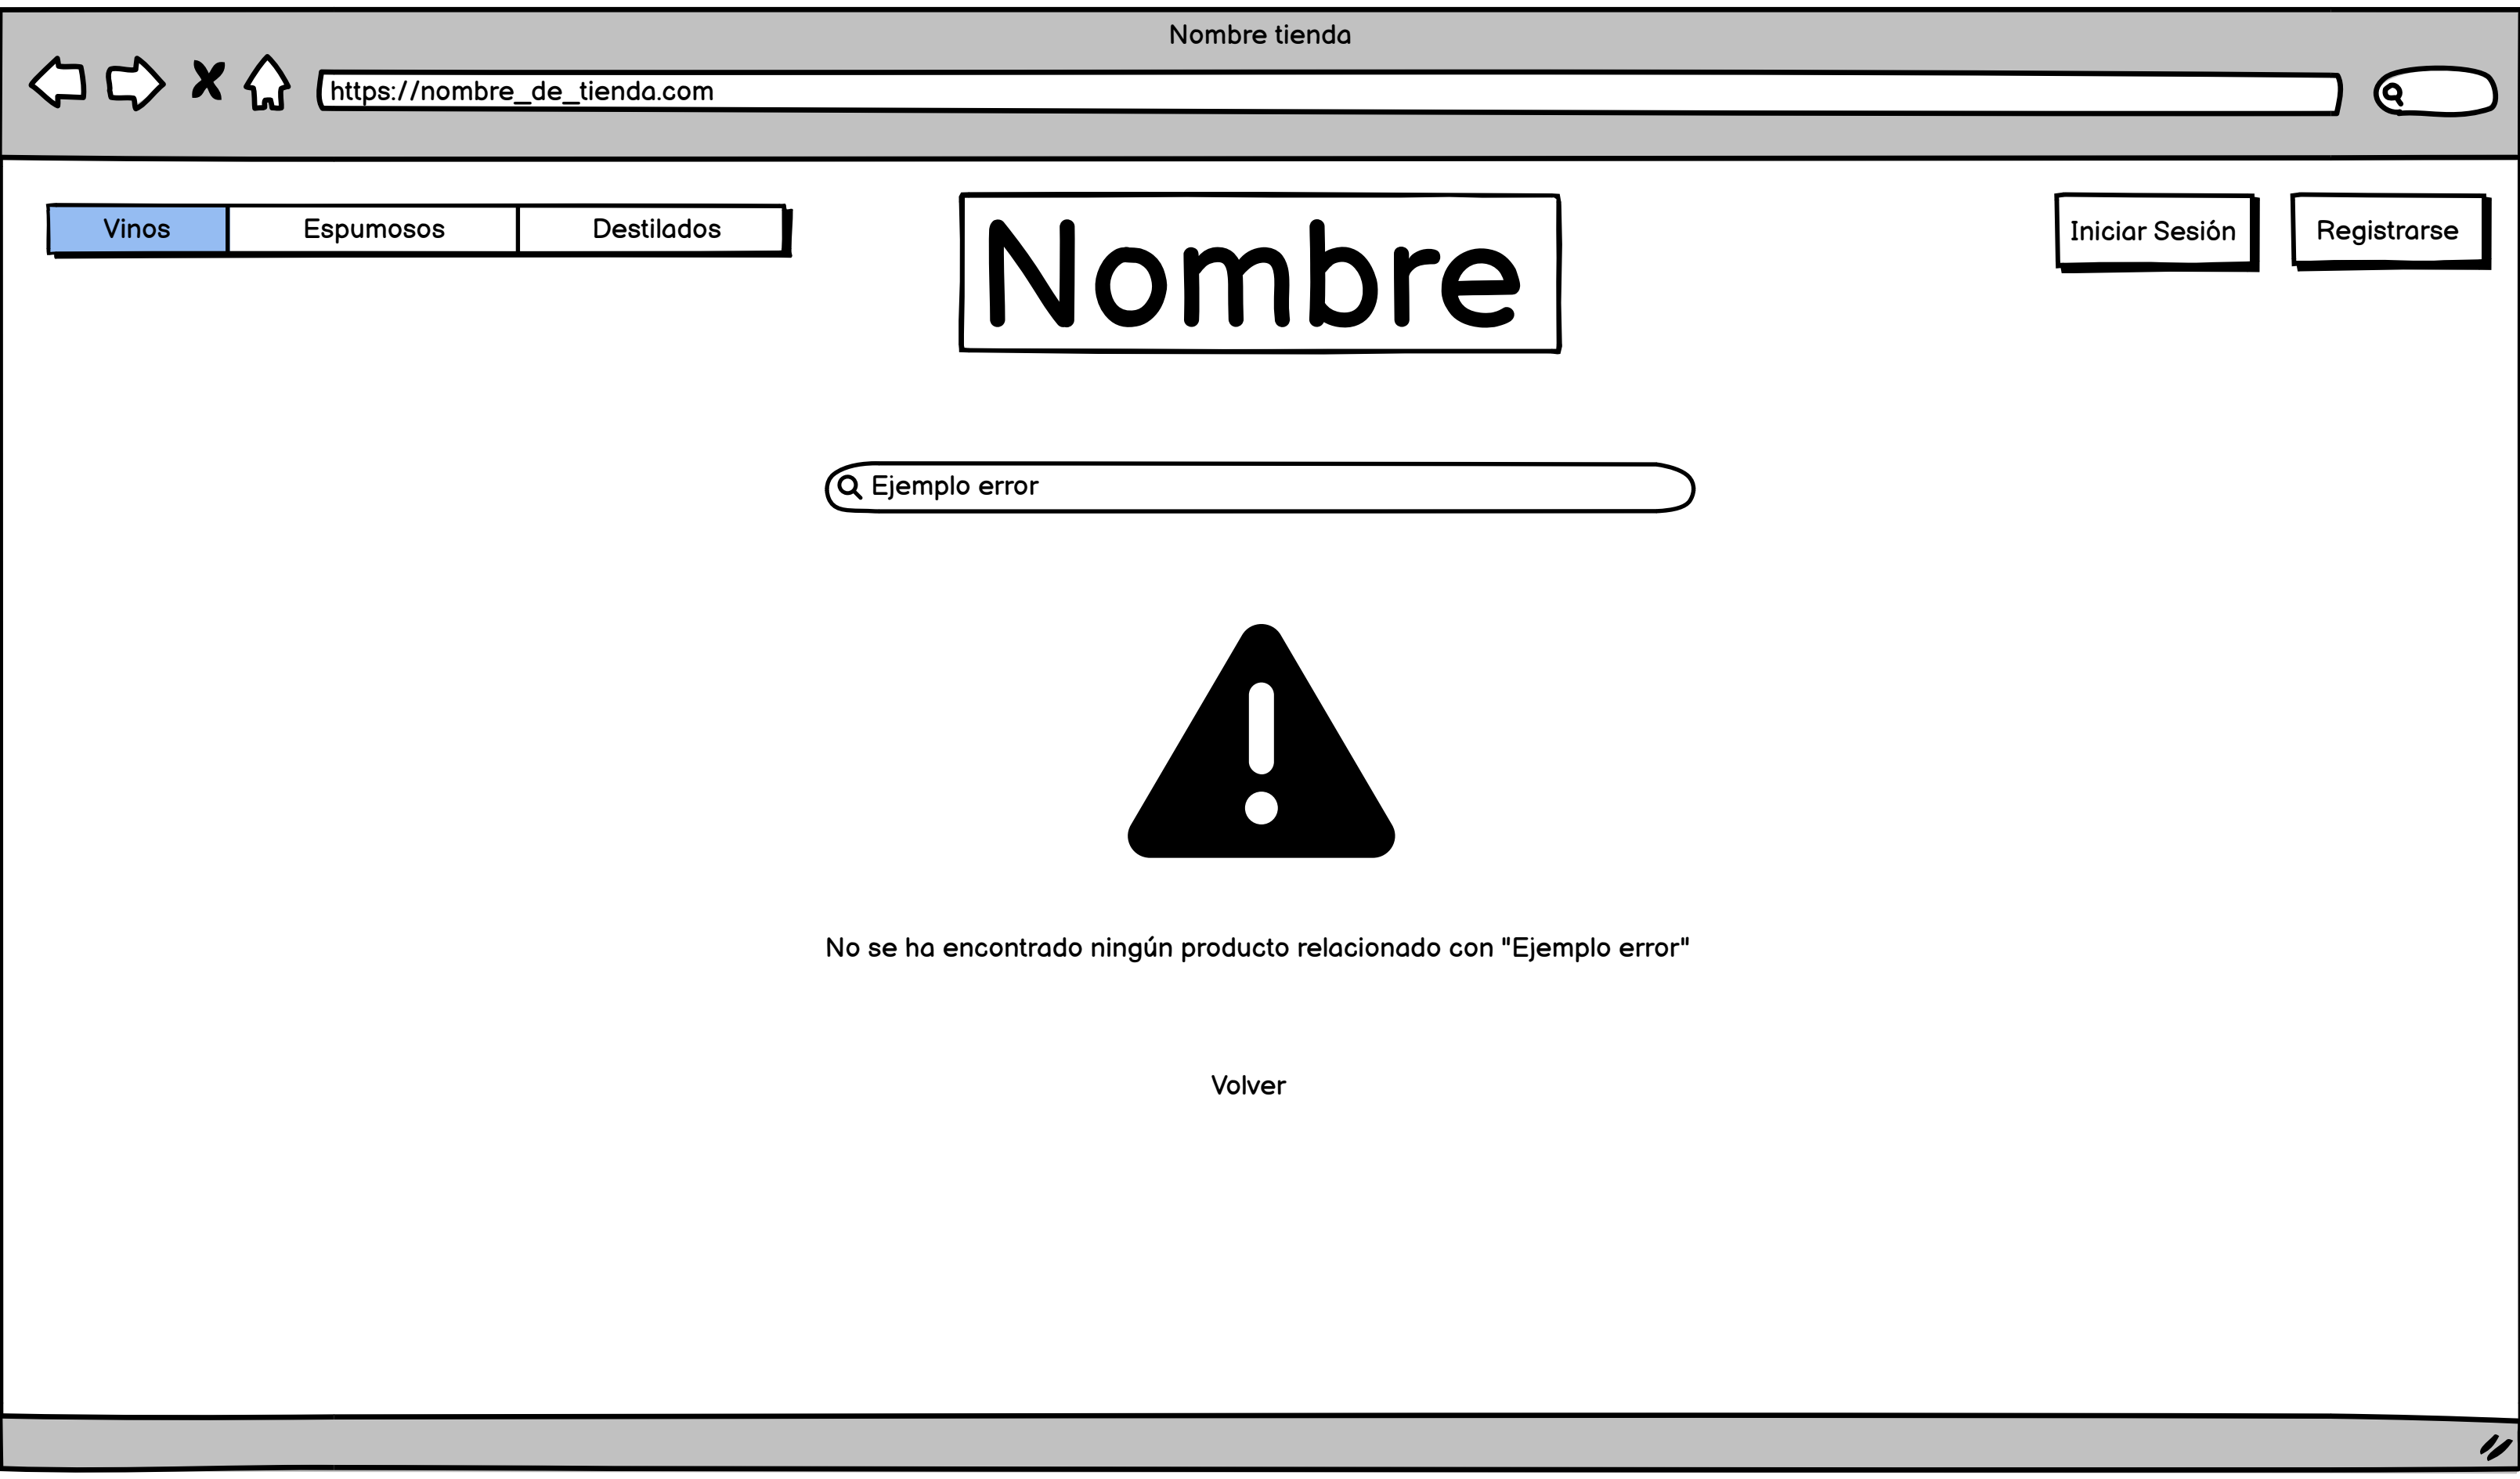 Nombre tienda
https://nombre_de_tienda.com
Vinos Espumosos Destilados
Nombre
Iniciar Sesión Registrarse
Ejemplo error
No se ha encontrado ningún producto relacionado con "Ejemplo error"
Volver